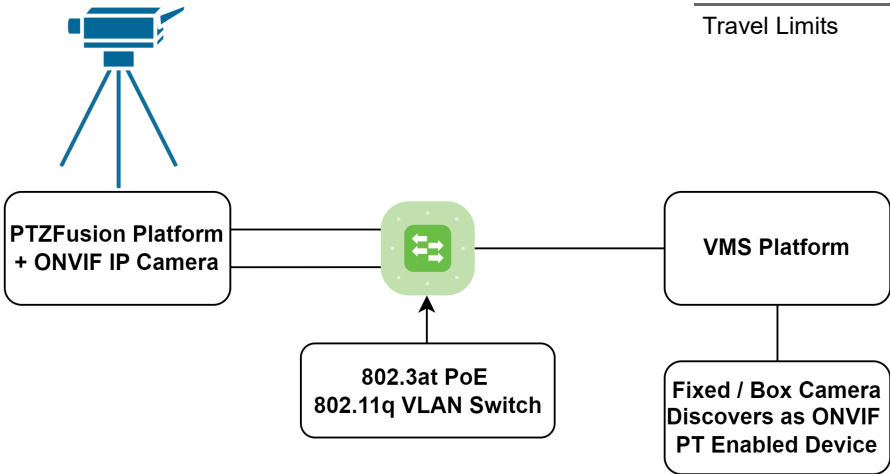 Travel Limits
PTZFusion Platform
+ ONVIF IP Camera
VMS Platform
802.3at PoE
802.11q VLAN Switch
Fixed / Box Camera
Discovers as ONVIF
PT Enabled Device